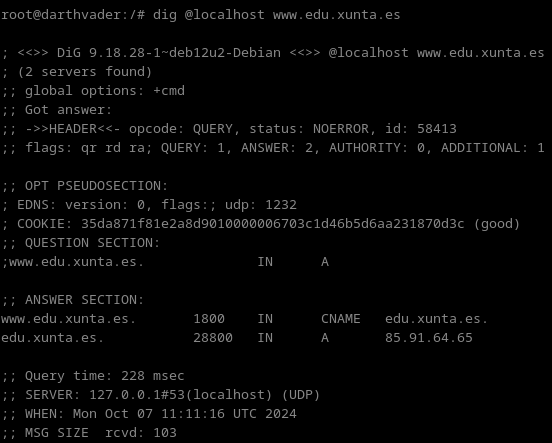 root@darthvader:/# dig @localhost www.edu.xunta.es
; <<>> DiG 9.18.28-1~deb12u2-Debian <<>> @localhost www.edu.xunta.es
; (2 servers found)
;; global options: +cmd
;; Got answer:
;; ->>HEADER<<- opcode: QUERY, status: NOERROR, id: 58413
;; flags: qr rd ra; QUERY: 1, ANSWER: 2, AUTHORITY: 0, ADDITIONAL: 1
;; OPT PSEUDOSECTION:
; EDNS: version: 0, flags:; udp: 1232
; COOKIE: 35da871f81e2a8d9010000006703c1d46b5d6aa231870d3c (good)
;; QUESTION SECTION:
;www.edu.xunta.es. IN A
;; ANSWER SECTION:
www.edu.xunta.es. 1800 IN CNAME edu.xunta.es.
edu.xunta.es. 28800 IN A 85.91.64.65
;; Query time: 228 msec
;; SERVER: 127.0.0.1#53(localhost) (UDP)
;; WHEN: Mon Oct 07 11:11:16 UTC 2024
;; MSG SIZE rcvd: 103